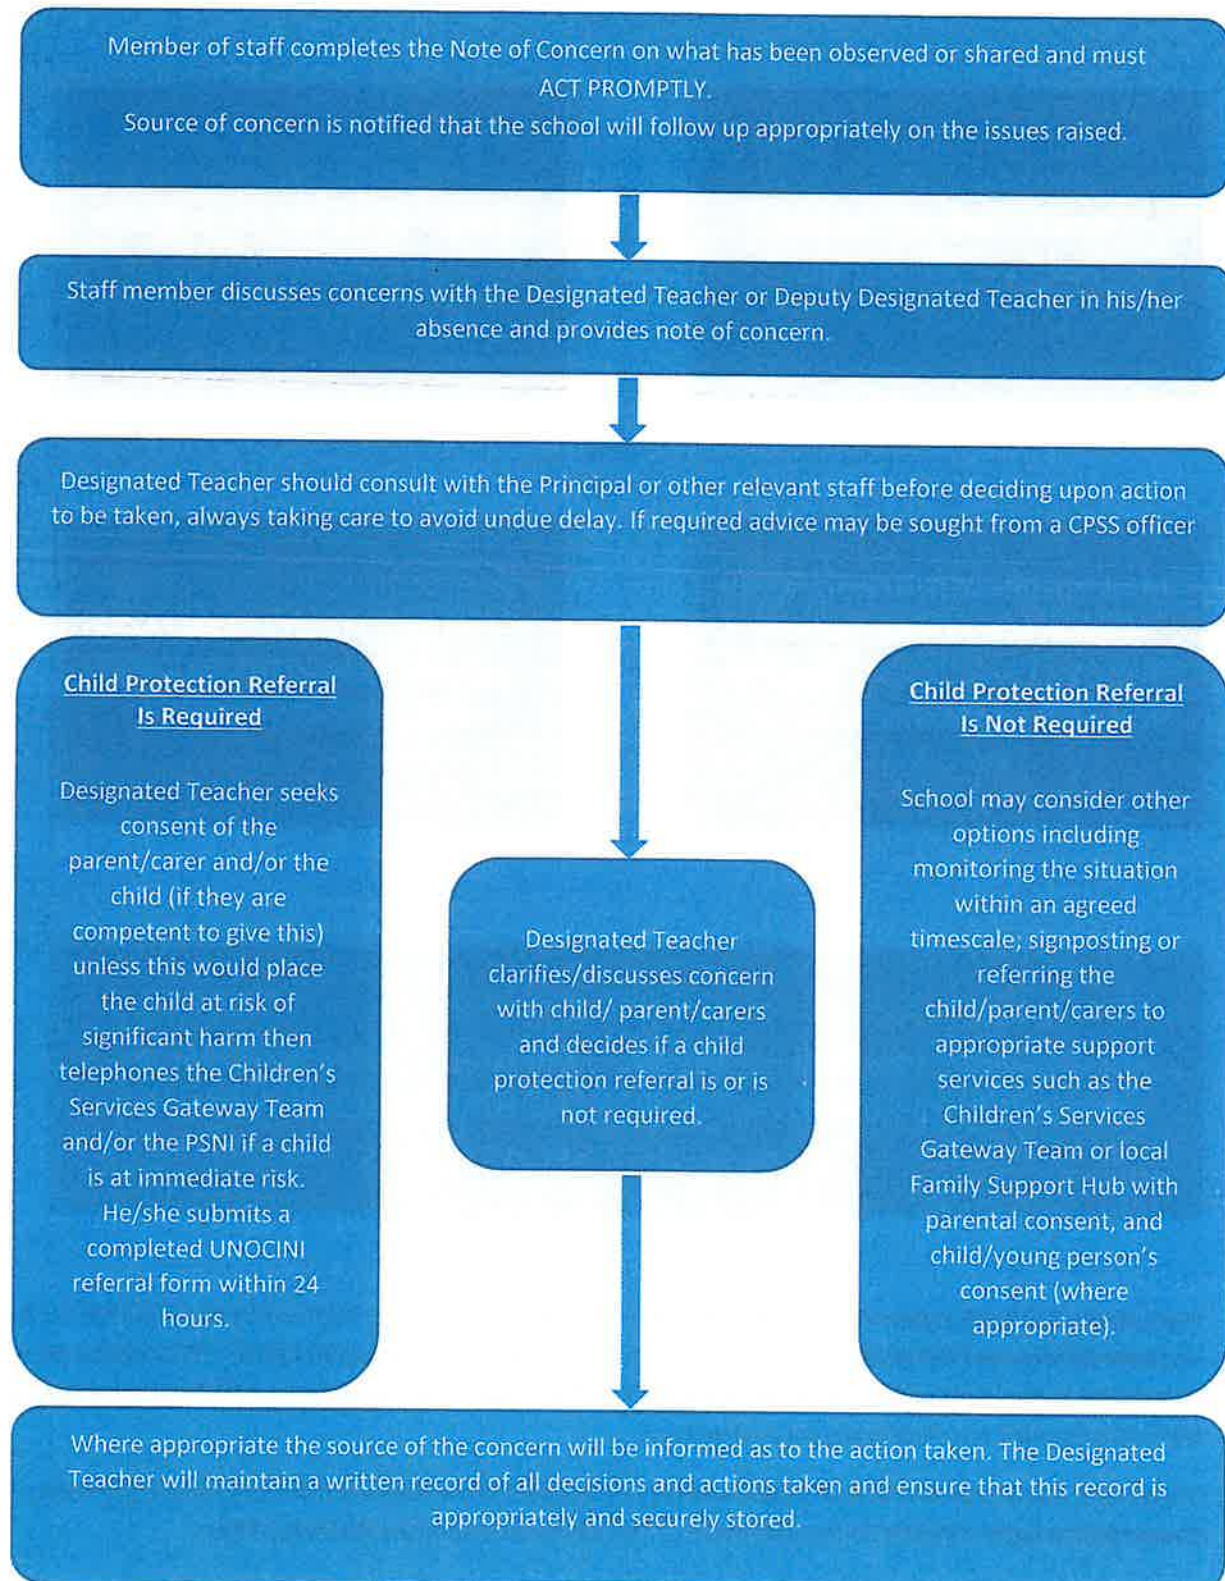 Member of staff completes the Note of Concern on what has been observed or shared and must
ACT PROMPTLY.
Source of concern is notified that the school will follow up appropriately on the issues raised.
Staff member discusses concerns with the Designated Teacher or Deputy Designated Teacher in his/her
absence and provides note of concern.
Designated Teacher should consult with the Principal or other relevant staff before deciding upon action
to be taken, always taking care to avoid undue delay. If required advice may be sought from a CPSS officer
Child Protection Referral
Is Required
Designated Teacher seeks
consent of the
parent/carer and/or the
child (if they are
competent to give this)
unless this would place
the child at risk of
significant harm then
telephones the Children's
Services Gateway Team
and/or the PSNI if a child
is at immediate risk.
He/she submits a
completed UNOCINI
referral form within 24
hours.
Designated Teacher
clarifies/discusses concern
with child/ parent/carers
and decides if a child
protection referral is or is
not required.
Child Protection Referral
Is Not Required
School may consider other
options including
monitoring the situation
within an agreed
timescale; signposting or
referring the
child/parent/carers to
appropriate support
services such as the
Children's Services
Gateway Team or local
Family Support Hub with
parental consent, and
child/young person's
consent (where
appropriate).
Where appropriate the source of the concern will be informed as to the action taken. The Designated
Teacher will maintain a written record of all decisions and actions taken and ensure that this record is
appropriately and securely stored.